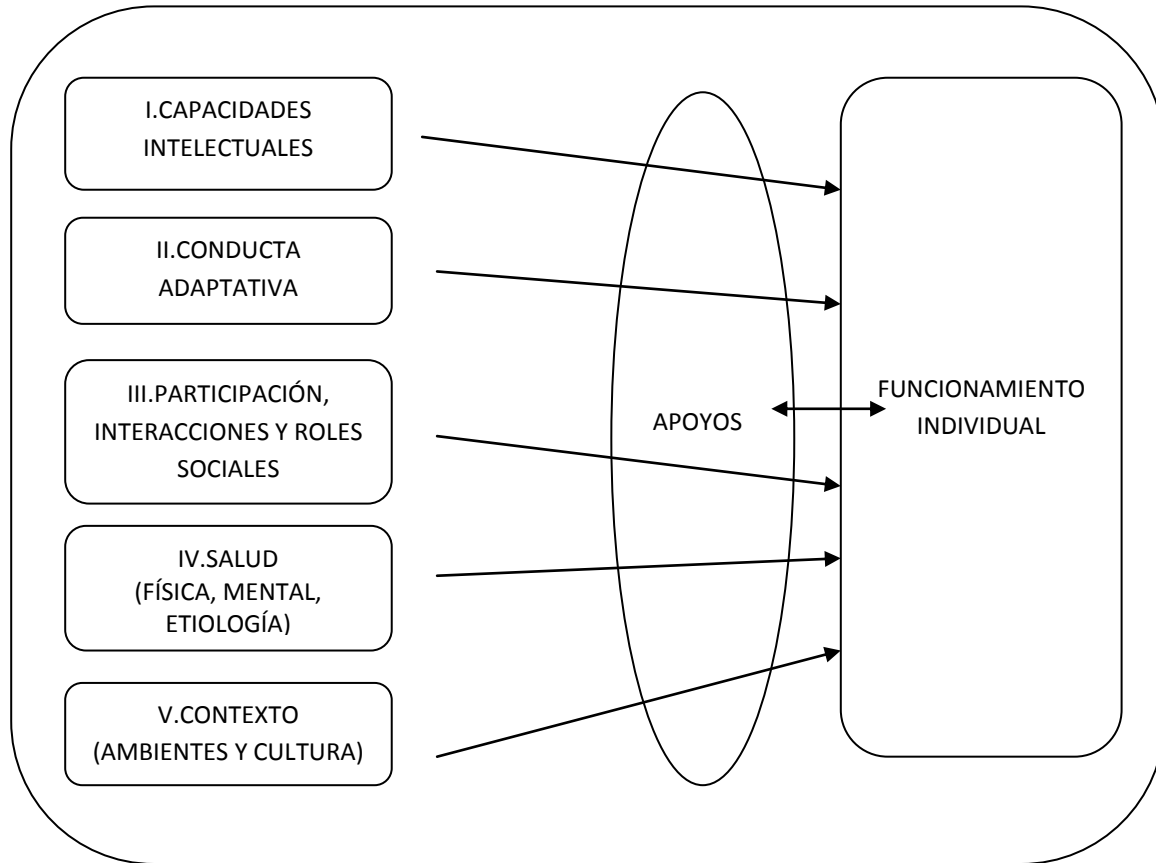 I.CAPACIDADES
INTELECTUALES
II.CONDUCTA
ADAPTATIVA
III.PARTICIPACIÓN,
INTERACCIONES Y ROLES
SOCIALES
IV.SALUD
(FÍSICA, MENTAL,
ETIOLOGÍA)
V.CONTEXTO
(AMBIENTES Y CULTURA)
APOYOS
FUNCIONAMIENTO
INDIVIDUAL